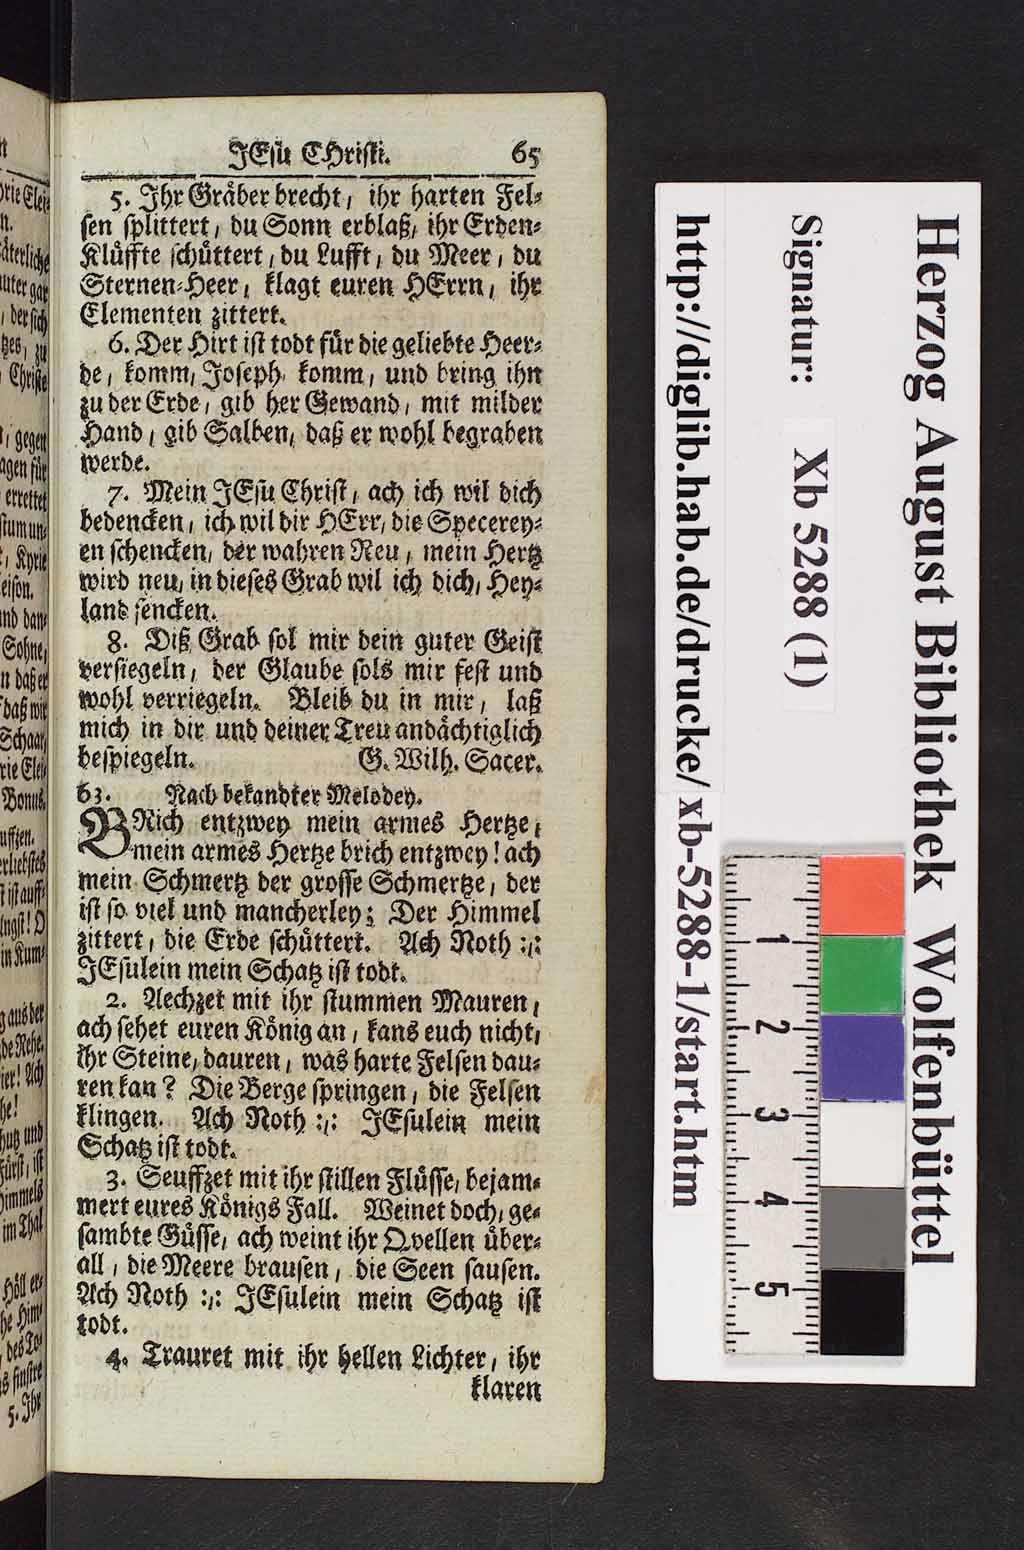 JEsu CHristi. 65
5. Ihr Gräber brecht, ihr harten Fel-
sen splittert, du Sonn erblaß, ihr Erden-
Klüffte schüttert, du Lufft, du Meer, du
Sternen-Heer, klagt euren HErrn, ihr
Elementen zittert.
6. Der Hirt ist todt für die geliebte Heer-
de, komm, Joseph komm, und bring ihn
zu der Erde, gib her Gewand, mit milder
Hand, gib Salben, daß er wohl begraben
werde.
7. Mein JEsu Christ, ach ich wil dich
bedencken, ich wil dir HErr, die Specerey-
en schencken, der wahren Reu, mein Hertz
wird neu, in dieses Grab wil ich dich, Hey-
land sencken.
8. Diß Grab sol mir dein guter Geist
versiegeln, der Glaube sols mir fest und
wohl verriegeln. Bleib du in mir, laß
mich in dir und deiner Treu andächtiglich
bespiegeln. G. Wilh. Sacer.
63. Nach bekandter Melodey.
BRich entzwey mein armes Hertze,
mein armes Hertze brich entzwey! ach
mein Schmertz der grosse Schmertze, der
ist so viel und mancherley; Der Himmel
zittert, die Erde schüttert. Ach Noth :,:
JEsulein mein Schatz ist todt.
2. Aechzet mit ihr stummen Mauren,
ach sehet euren König an, kans euch nicht,
ihr Steine, dauren, was harte Felsen dau-
ren kan? Die Berge springen, die Felsen
klingen. Ach Noth :,: JEsulein mein
Schatz ist todt.
3. Seuffzet mit ihr stillen Flüsse, bejam-
mert eures Königs Fall. Weinet doch, ge-
sambte Güsse, ach weint ihr Qvellen über-
all, die Meere brausen, die Seen sausen.
Ach Noth :,: JEsulein mein Schatz ist
todt.
4. Trauret mit ihr hellen Lichter, ihr
klaren
Herzog August Bibliothek Wolfenbüttel
Signatur: Xb 5288 (1)
http://diglib.hab.de/drucke/xb-5288-1/start.htm
1
2
3
4
5